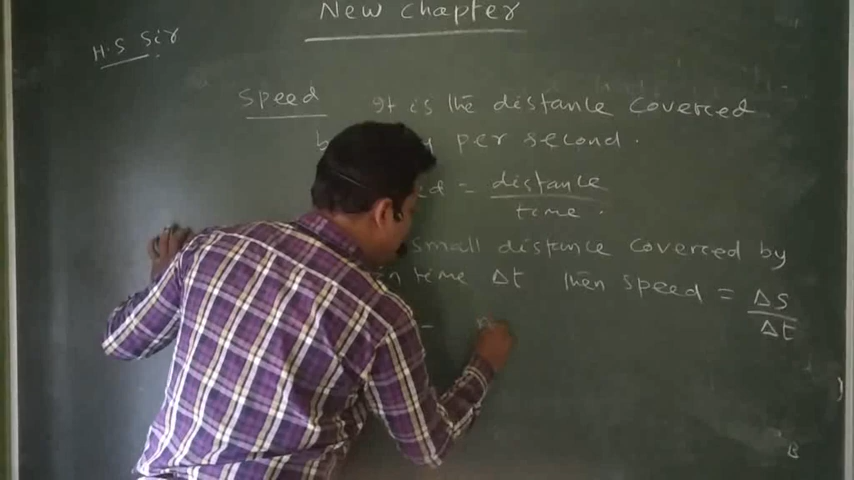 New chapter
H.S Sir
Speed It is the distance covered
per second.
= distance / time.
small distance covered by
in time Δt then speed = Δs / Δt
B